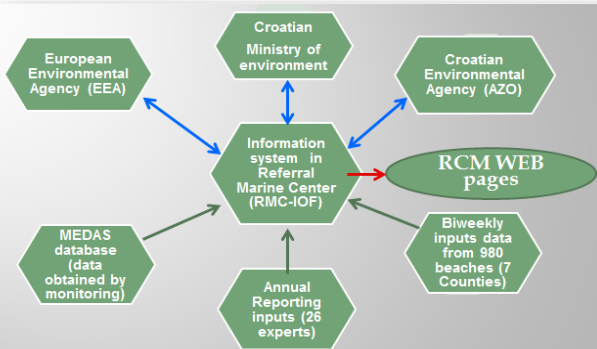 Croatian
Ministry of
environment
European
Environmental
Agency (EEA)
Croatian
Environmental
Agency (AZO)
Information
system in
Referral
Marine Center
(RMC-IOF)
RCM WEB
pages
MEDAS
database
(data
obtained by
monitoring)
Annual
Reporting
inputs (26
experts)
Biweekly
inputs data
from 980
beaches (7
Counties)